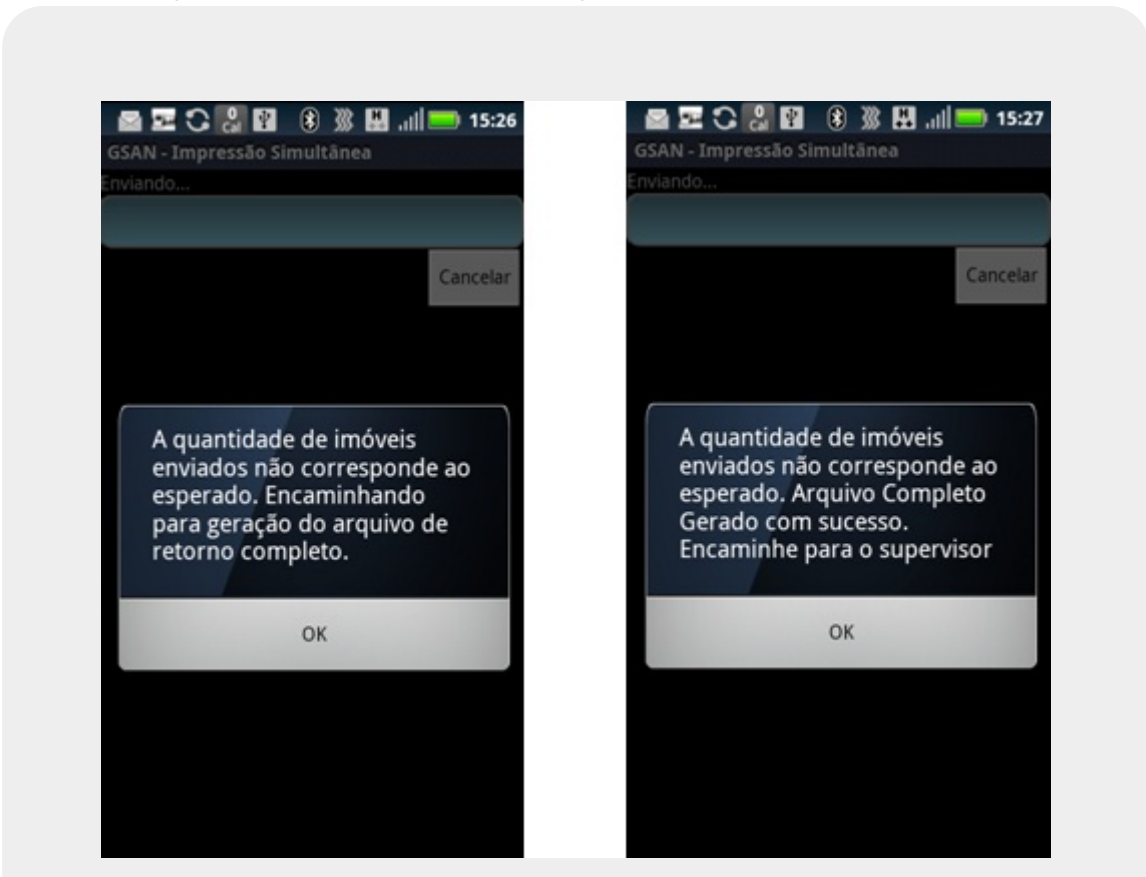 15:26
GSAN - Impressão Simultânea
Enviando...
Cancelar
A quantidade de imóveis
enviados não corresponde ao
esperado. Encaminhando
para geração do arquivo de
retorno completo.
OK
15:27
GSAN - Impressão Simultânea
Enviando...
Cancelar
A quantidade de imóveis
enviados não corresponde ao
esperado. Arquivo Completo
Gerado com sucesso.
Encaminhe para o supervisor
OK